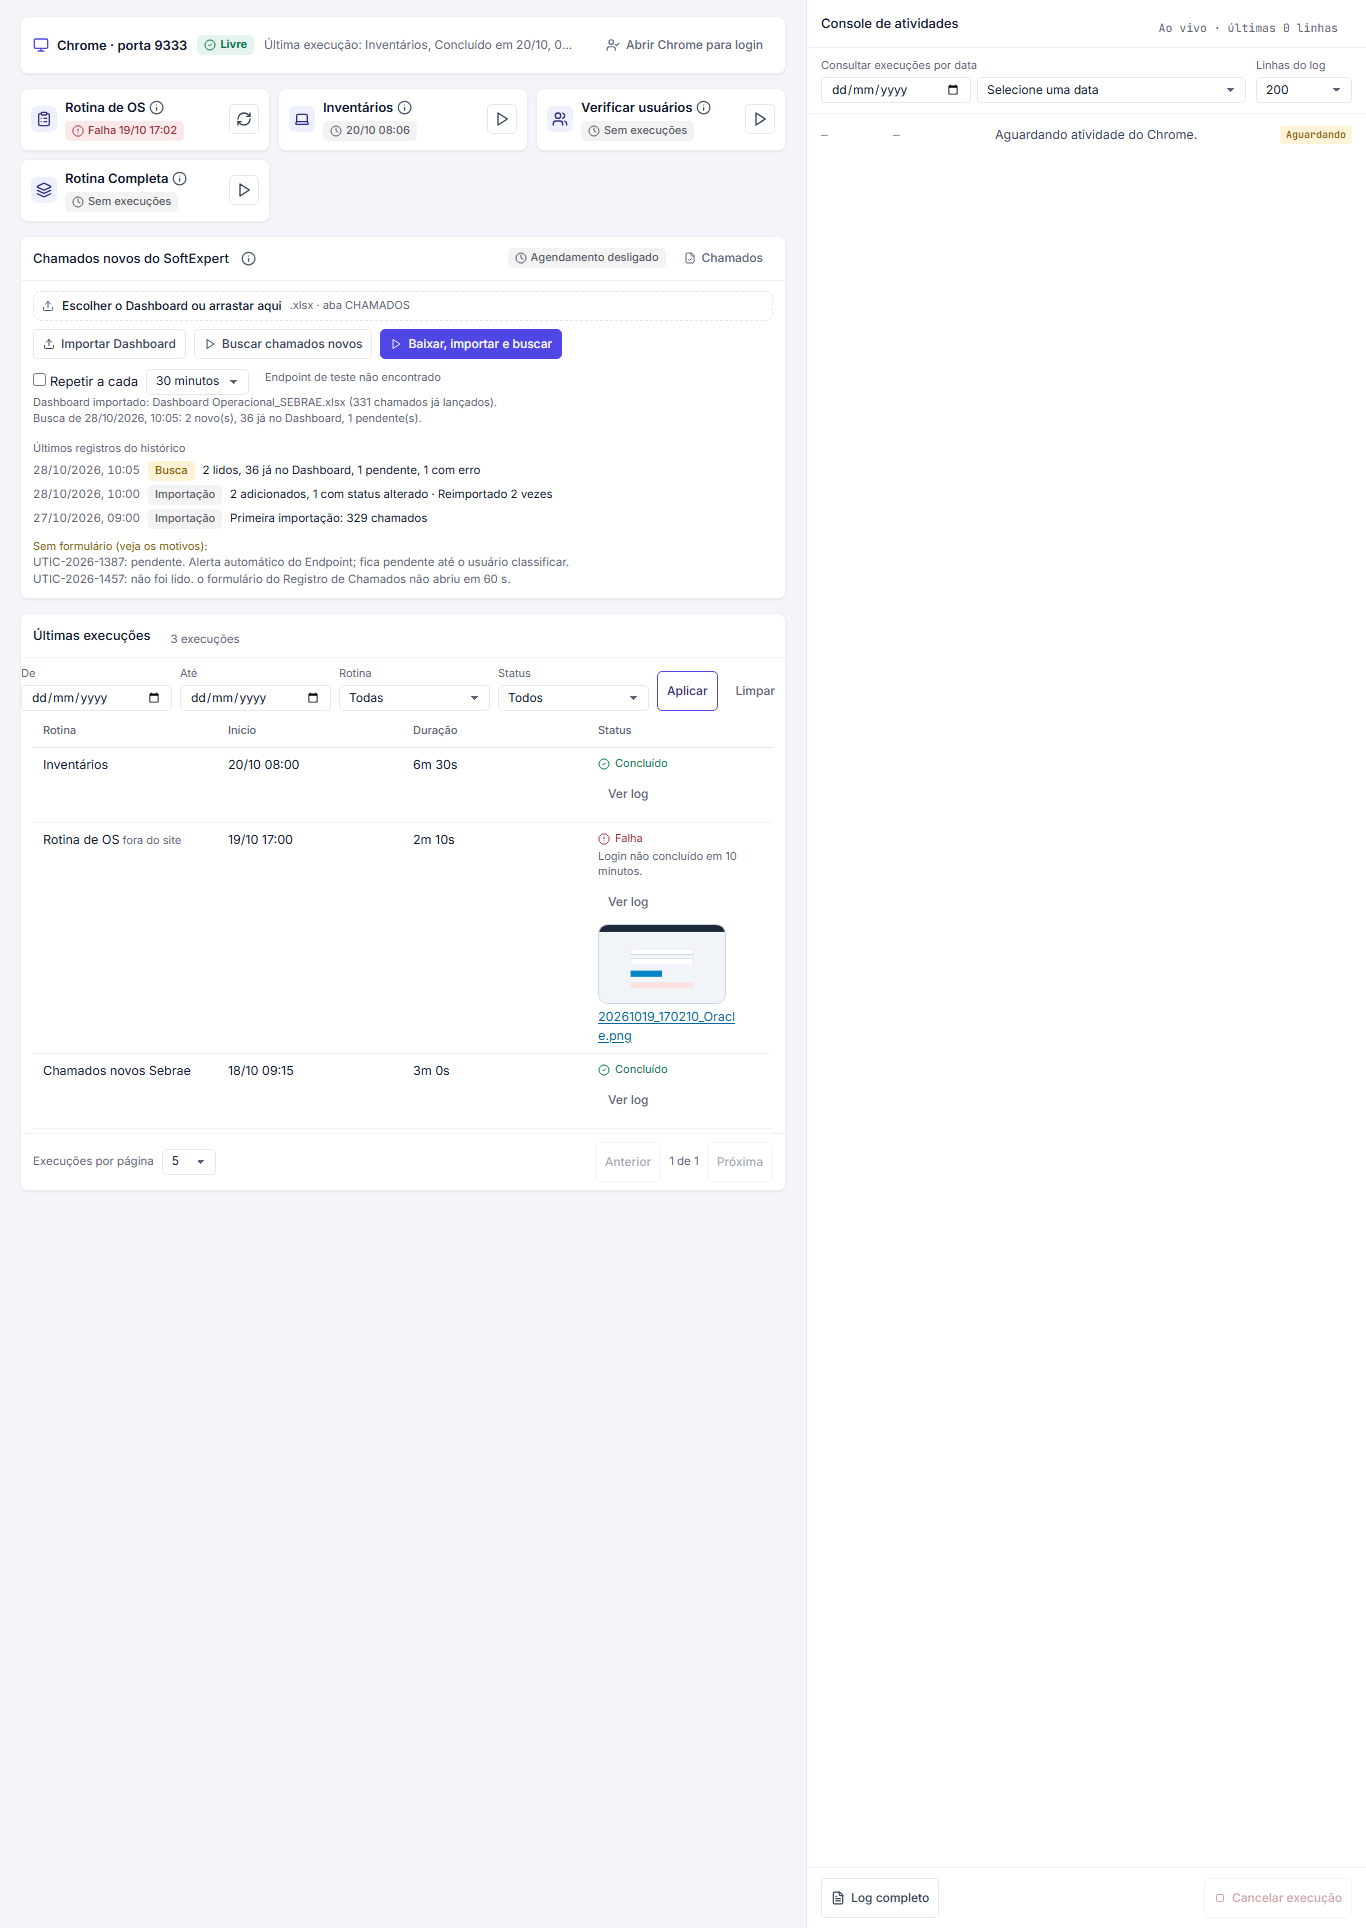 Chrome · porta 9333
Livre
Última execução: Inventários, Concluído em 20/10, 0...
Abrir Chrome para login
Rotina de OS
Falha 19/10 17:02
Inventários
20/10 08:06
Verificar usuários
Sem execuções
Rotina Completa
Sem execuções
Chamados novos do SoftExpert
Agendamento desligado
Chamados
Escolher o Dashboard ou arrastar aqui .xlsx · aba CHAMADOS
Importar Dashboard
Buscar chamados novos
Baixar, importar e buscar
Repetir a cada 30 minutos
Endpoint de teste não encontrado
Dashboard importado: Dashboard Operacional_SEBRAE.xlsx (331 chamados já lançados).
Busca de 28/10/2026, 10:05: 2 novo(s), 36 já no Dashboard, 1 pendente(s).
Últimos registros do histórico
28/10/2026, 10:05 Busca 2 lidos, 36 já no Dashboard, 1 pendente, 1 com erro
28/10/2026, 10:00 Importação 2 adicionados, 1 com status alterado · Reimportado 2 vezes
27/10/2026, 09:00 Importação Primeira importação: 329 chamados
Sem formulário (veja os motivos):
UTIC-2026-1387: pendente. Alerta automático do Endpoint; fica pendente até o usuário classificar.
UTIC-2026-1457: não foi lido. o formulário do Registro de Chamados não abriu em 60 s.
Últimas execuções
3 execuções
De
Até
Rotina
Status
dd/mm/yyyy
dd/mm/yyyy
Todas
Todos
Aplicar
Limpar
Rotina Início Duração Status
Inventários 20/10 08:00 6m 30s Concluído
Ver log
Rotina de OS fora do site 19/10 17:00 2m 10s Falha
Login não concluído em 10
minutos.
Ver log
20261019_170210_Oracl
e.png
Chamados novos Sebrae 18/10 09:15 3m 0s Concluído
Ver log
Execuções por página 5
Anterior
1 de 1
Próxima
Console de atividades
Ao vivo · últimas 0 linhas
Consultar execuções por data
Linhas do log
dd/mm/yyyy
Selecione uma data
200
– – Aguardando atividade do Chrome. Aguardando
Log completo
Cancelar execução